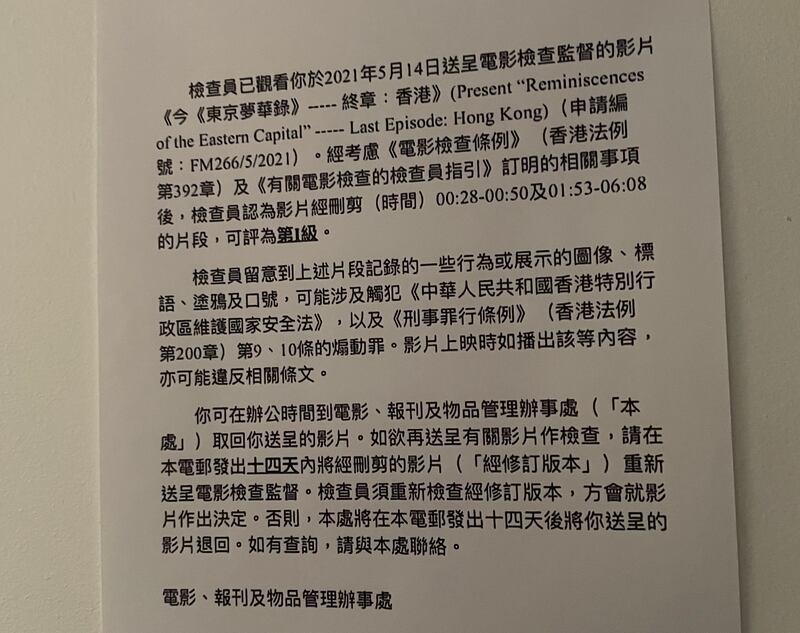 檢查員已觀看你於2021年5月14日送呈電影檢查監督的影片
《今《東京夢華錄》----- 終章：香港》(Present “Reminiscences
of the Eastern Capital” ----- Last Episode: Hong Kong)（申請編
號：FM266/5/2021）。經考慮《電影檢查條例》（香港法例
第392章）及《有關電影檢查的檢查員指引》訂明的相關事項
後，檢查員認為影片經刪剪（時間）00:28-00:50及01:53-06:08
的片段，可評為第I級。
檢查員留意到上述片段記錄的一些行為或展示的圖像、標
語、塗鴉及口號，可能涉及觸犯《中華人民共和國香港特別行
政區維護國家安全法》，以及《刑事罪行條例》（香港法例
第200章）第9、10條的煽動罪。影片上映時如播出該等內容，
亦可能違反相關條文。
你可在辦公時間到電影、報刊及物品管理辦事處（「本
處」）取回你送呈的影片。如欲再送呈有關影片作檢查，請在
本電郵發出十四天內將經刪剪的影片（「經修訂版本」）重新
送呈電影檢查監督。檢查員須重新檢查經修訂版本，方會就影
片作出決定。否則，本處將在本電郵發出十四天後將你送呈的
影片退回。如有查詢，請與本處聯絡。
電影、報刊及物品管理辦事處